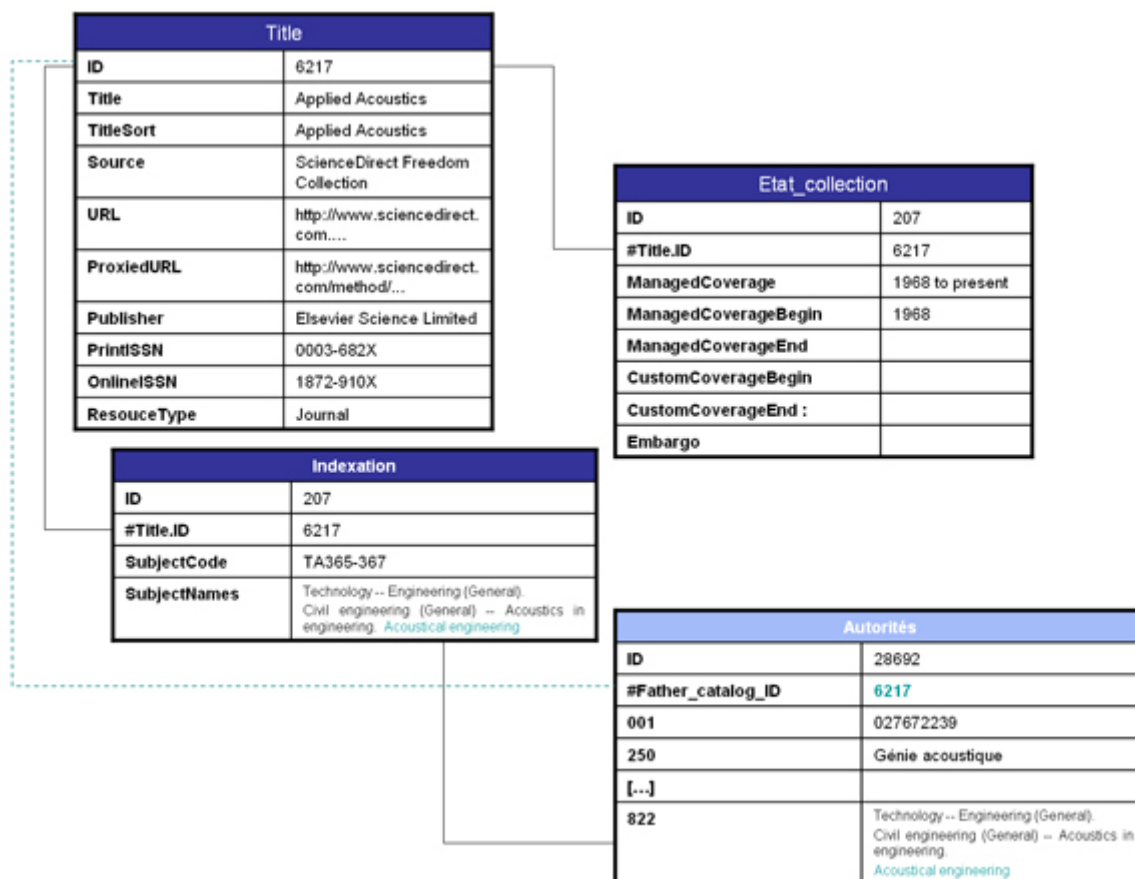 Title
ID 6217
Title Applied Acoustics
TitleSort Applied Acoustics
Source ScienceDirect Freedom
Collection
URL http://www.sciencedirect.
com....
ProxiedURL http://www.sciencedirect.
com/method/...
Publisher Elsevier Science Limited
PrintISSN 0003-682X
OnlineISSN 1872-910X
ResouceType Journal
Etat_collection
ID 207
#Title.ID 6217
ManagedCoverage 1968 to present
ManagedCoverageBegin 1968
ManagedCoverageEnd
CustomCoverageBegin
CustomCoverageEnd :
Embargo
Indexation
ID 207
#Title.ID 6217
SubjectCode TA365-367
SubjectNames Technology -- Engineering (General).
Civil engineering (General) -- Acoustics in
engineering. Acoustical engineering
Autorités
ID 28692
#Father_catalog_ID 6217
001 027672239
250 Génie acoustique
[...]
822 Technology -- Engineering (General).
Civil engineering (General) -- Acoustics in
engineering.
Acoustical engineering